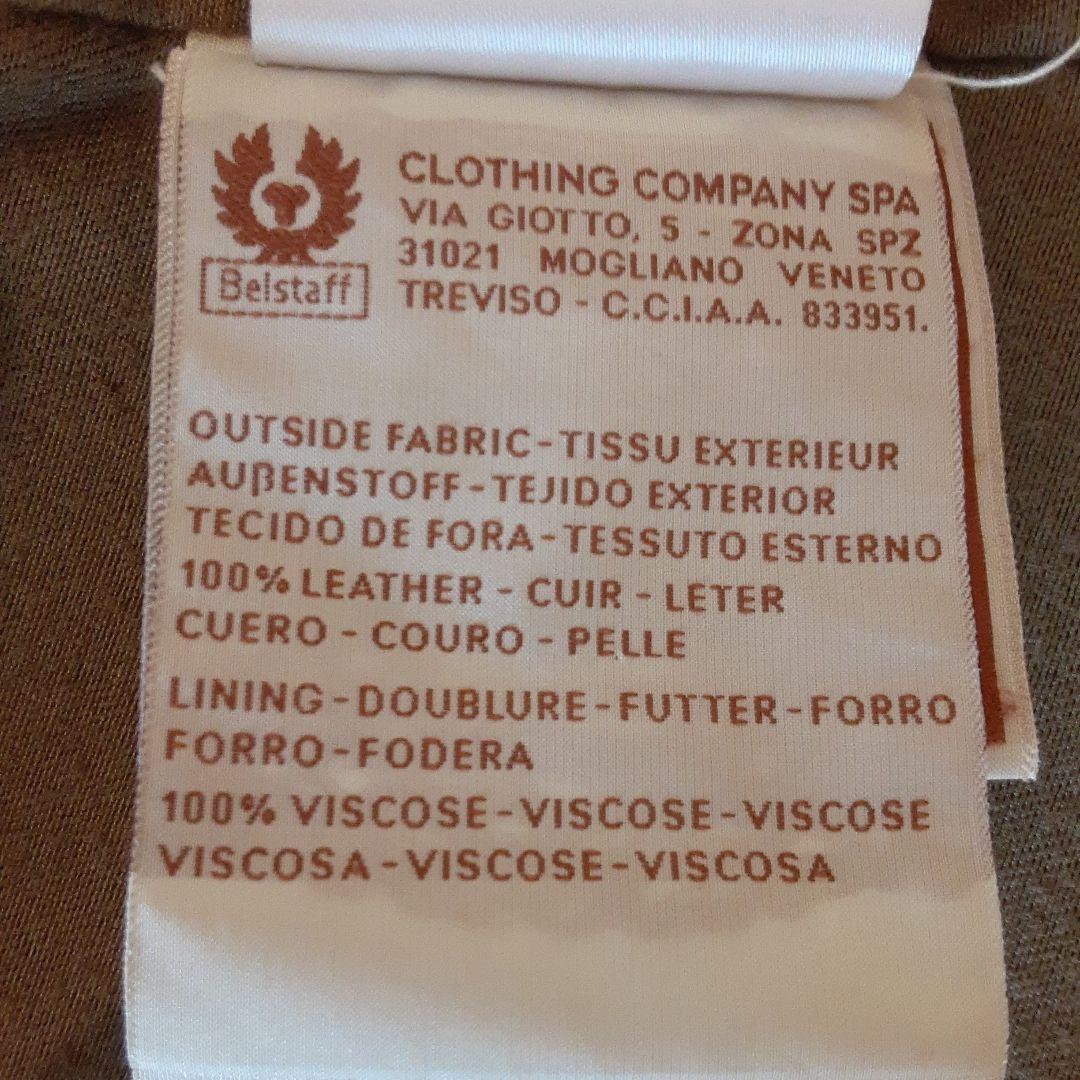 Belstaff
CLOTHING COMPANY SPA
VIA GIOTTO, 5 - ZONA SPZ
31021 MOGLIANO VENETO
TREVISO - C.C.I.A.A. 833951.
OUTSIDE FABRIC-TISSU EXTERIEUR
AUßENSTOFF-TEJIDO EXTERIOR
TECIDO DE FORA-TESSUTO ESTERNO
100% LEATHER - CUIR - LETER
CUERO - COURO - PELLE
LINING-DOUBLURE-FUTTER-FORRO
FORRO-FODERA
100% VISCOSE-VISCOSE-VISCOSE
VISCOSA-VISCOSE-VISCOSA